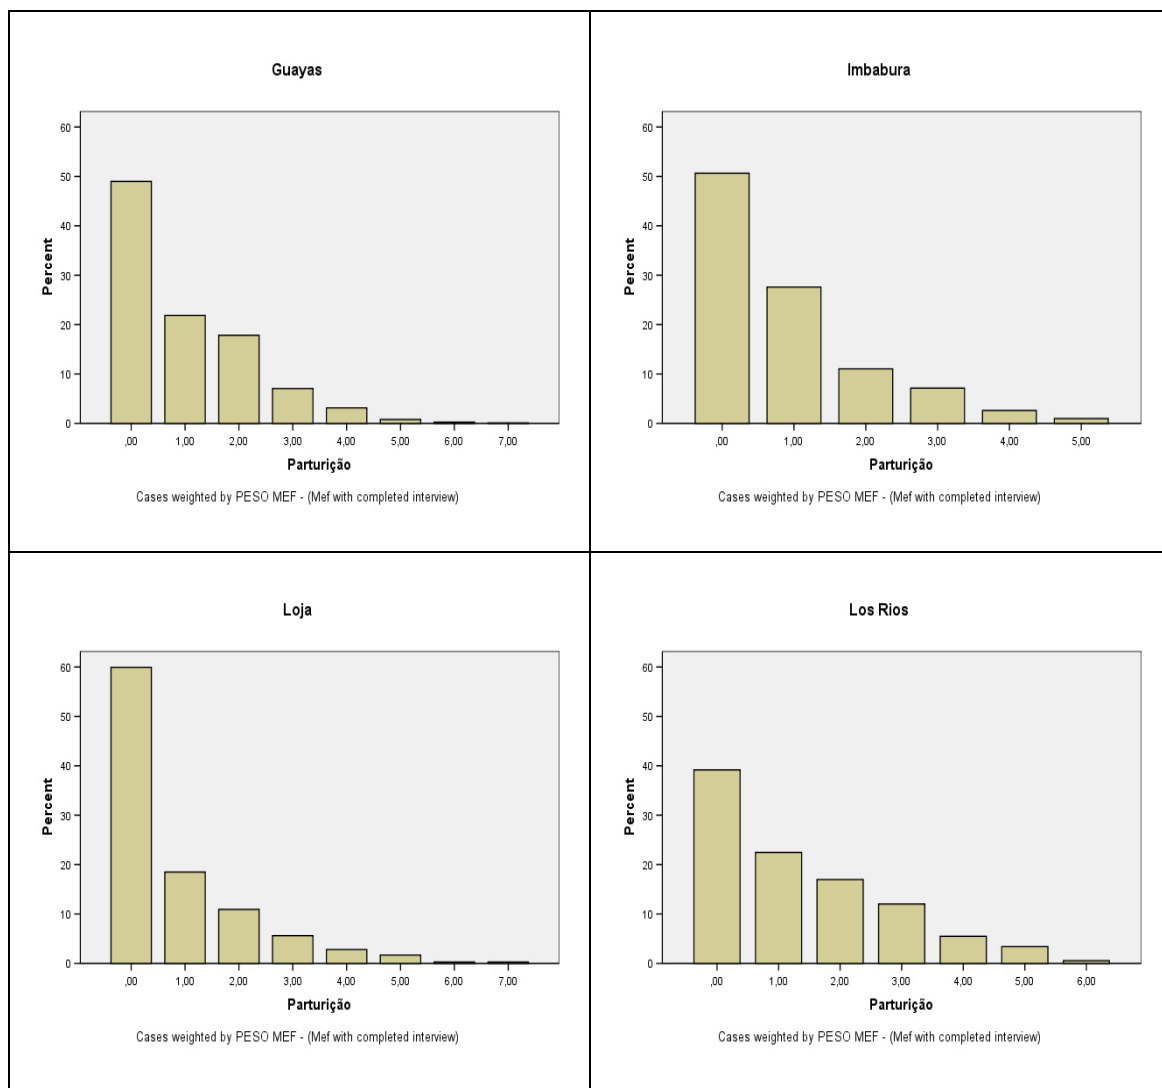 Guayas
60
50
40
30
20
10
0
Percent
,00 1,00 2,00 3,00 4,00 5,00 6,00 7,00
Parturição
Cases weighted by PESO MEF - (Mef with completed interview)
Imbabura
60
50
40
30
20
10
0
Percent
,00 1,00 2,00 3,00 4,00 5,00
Parturição
Cases weighted by PESO MEF - (Mef with completed interview)
Loja
60
50
40
30
20
10
0
Percent
,00 1,00 2,00 3,00 4,00 5,00 6,00 7,00
Parturição
Cases weighted by PESO MEF - (Mef with completed interview)
Los Rios
60
50
40
30
20
10
0
Percent
,00 1,00 2,00 3,00 4,00 5,00 6,00
Parturição
Cases weighted by PESO MEF - (Mef with completed interview)